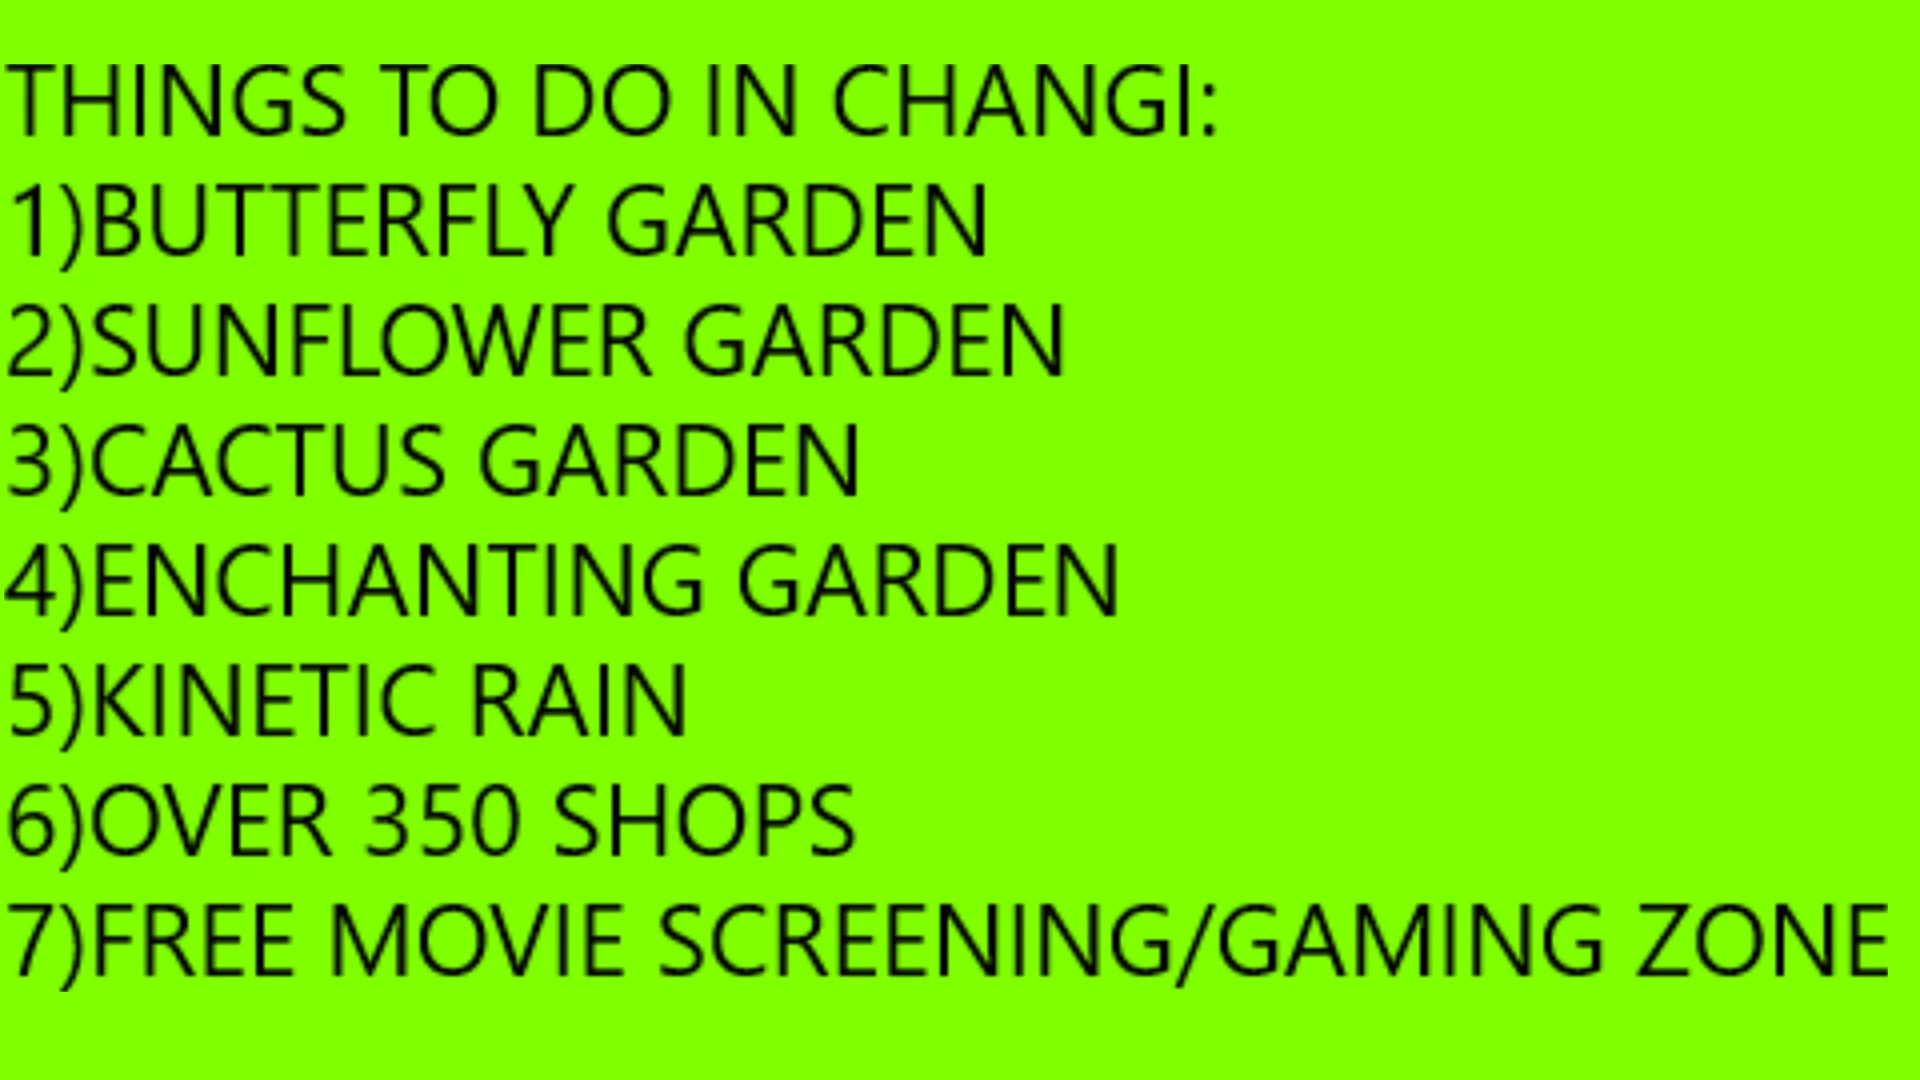 THINGS TO DO IN CHANGI:
1)BUTTERFLY GARDEN
2)SUNFLOWER GARDEN
3)CACTUS GARDEN
4)ENCHANTING GARDEN
5)KINETIC RAIN
6)OVER 350 SHOPS
7)FREE MOVIE SCREENING/GAMING ZONE